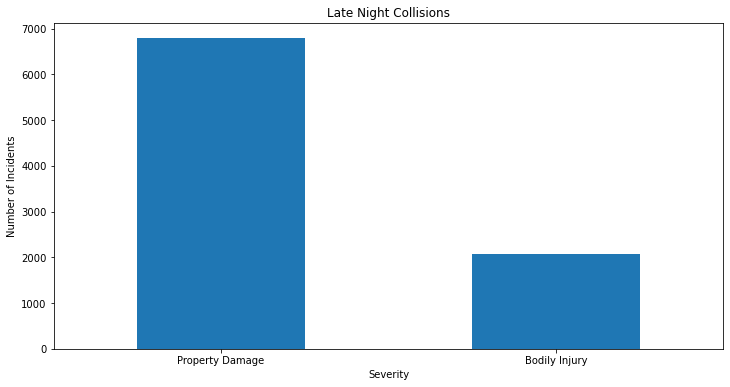 Late Night Collisions
7000
6000
5000
4000
3000
2000
1000
0
Number of Incidents
Property Damage
Bodily Injury
Severity